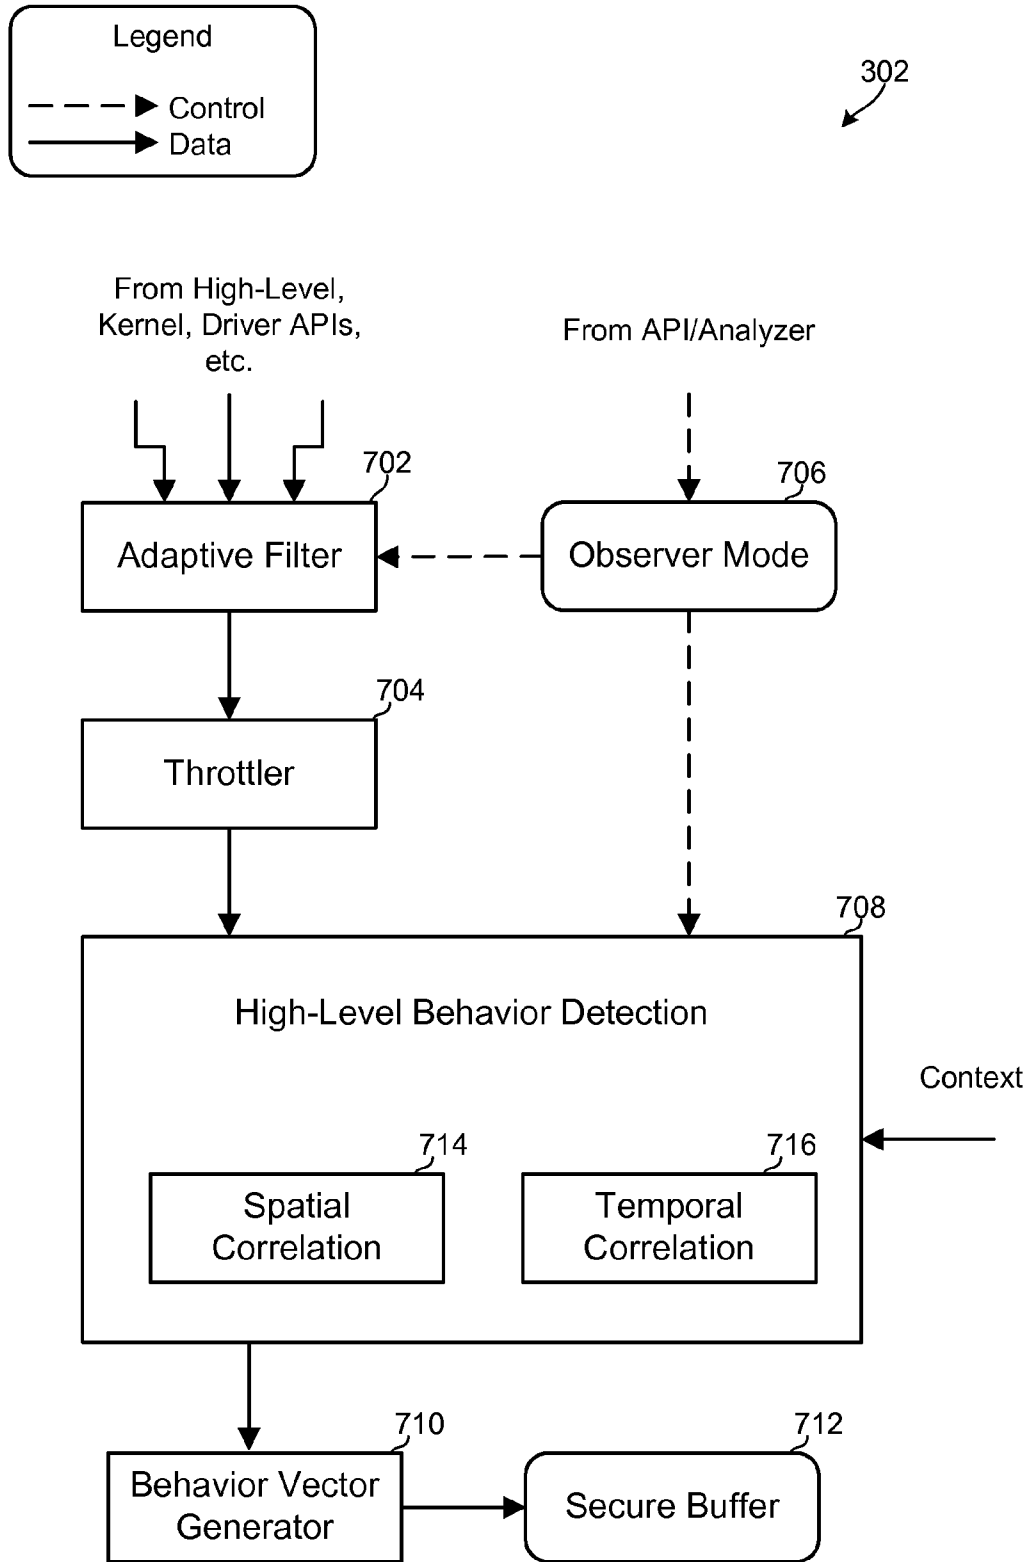 Legend
Control
Data
302
From High-Level,
Kernel, Driver APIs,
etc.
From API/Analyzer
702
Adaptive Filter
706
Observer Mode
704
Throttler
708
High-Level Behavior Detection
Context
714
Spatial
Correlation
716
Temporal
Correlation
710
Behavior Vector
Generator
712
Secure Buffer